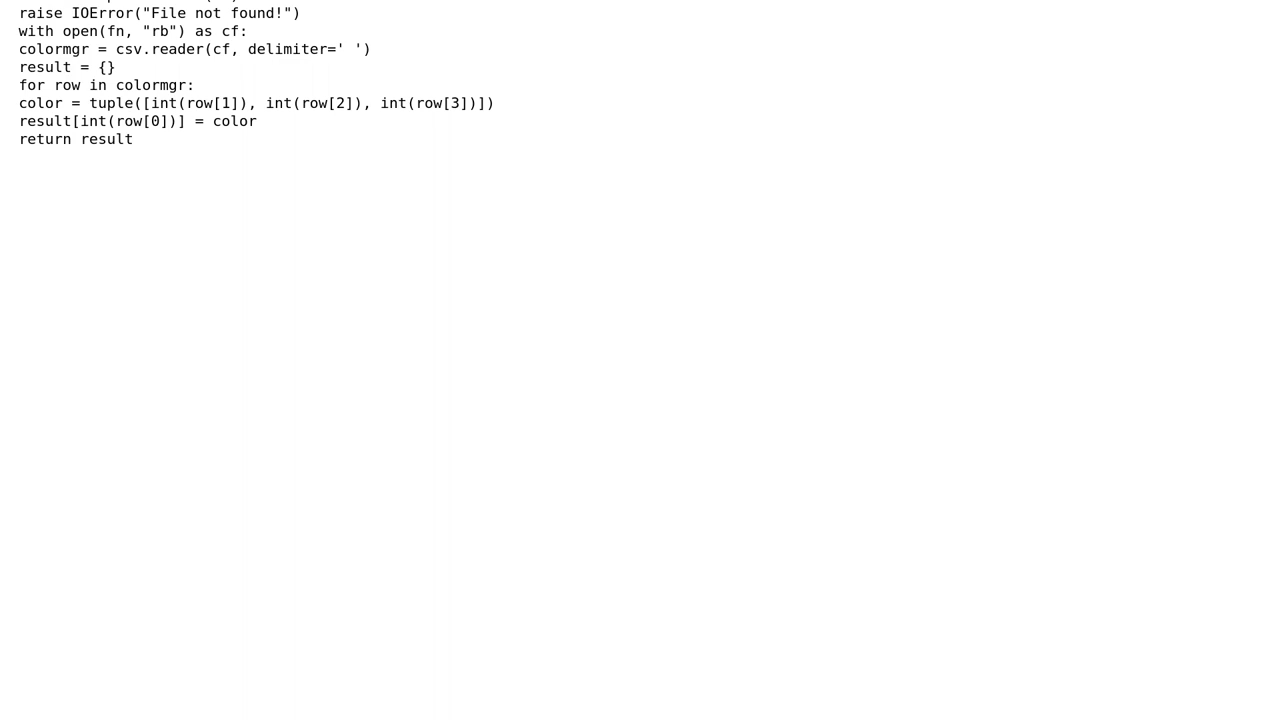 raise IOError("File not found!")
with open(fn, "rb") as cf:
colormgr = csv.reader(cf, delimiter=' ')
result = {}
for row in colormgr:
color = tuple([int(row[1]), int(row[2]), int(row[3])])
result[int(row[0])] = color
return result